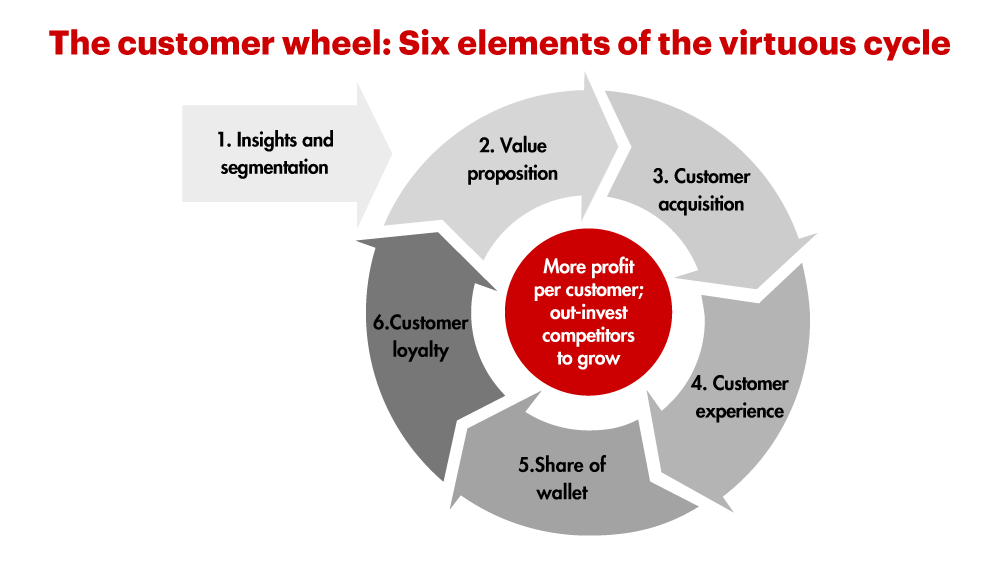 The customer wheel: Six elements of the virtuous cycle
1. Insights and
segmentation
2. Value
proposition
3. Customer
acquisition
4. Customer
experience
5.Share of
wallet
6.Customer
loyalty
More profit
per customer;
out-invest
competitors
to grow